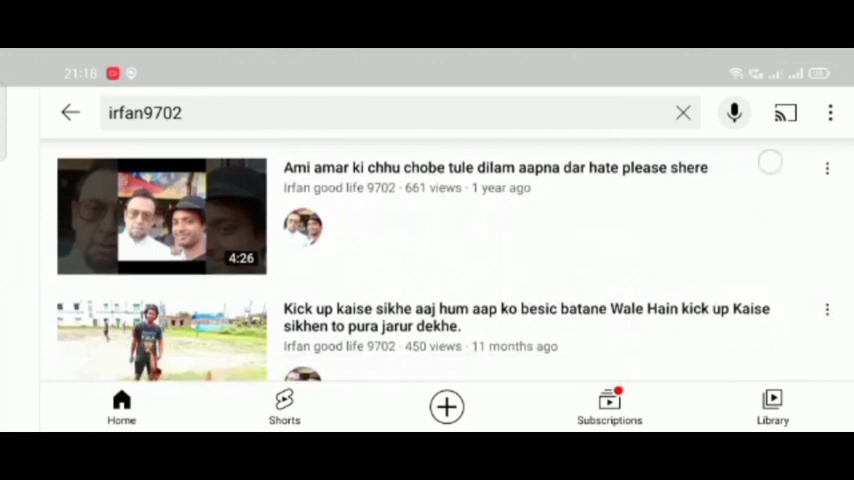 21:18
irfan9702
Ami amar ki chhu chobe tule dilam aapna dar hate please shere
Irfan good life 9702 · 661 views · 1 year ago
4:26
Kick up kaise sikhe aaj hum aap ko besic batane Wale Hain kick up Kaise
sikhen to pura jarur dekhe.
Irfan good life 9702 · 450 views · 11 months ago
Home
Shorts
Subscriptions
Library